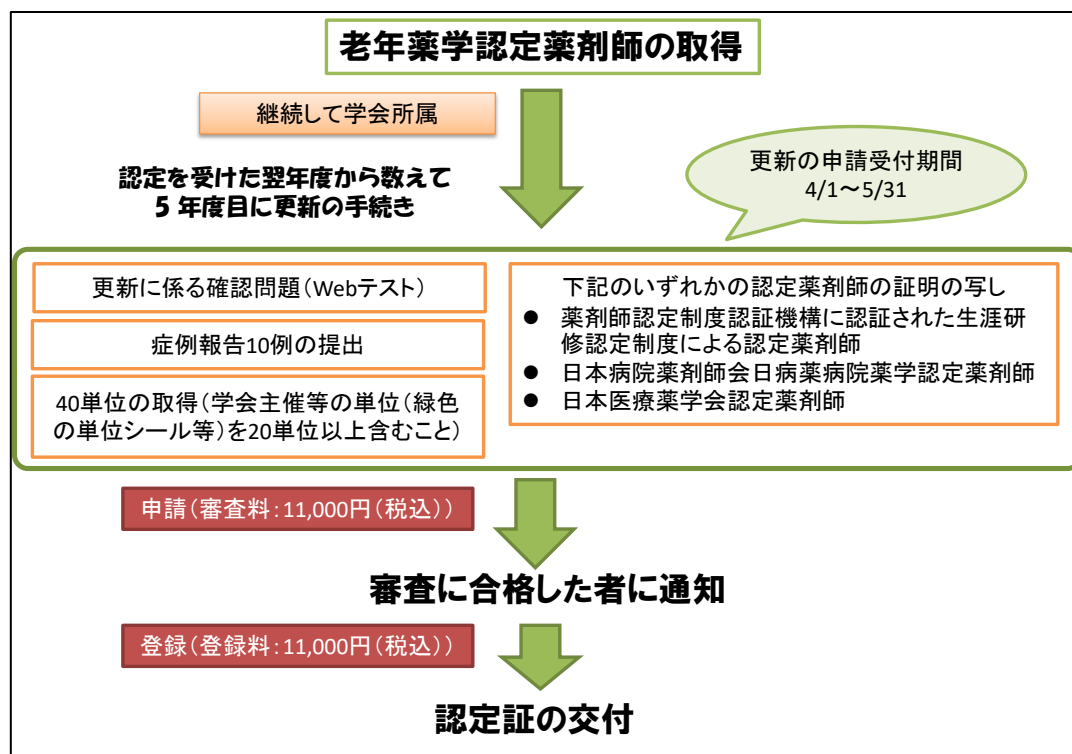 老年薬学認定薬剤師の取得
継続して学会所属
認定を受けた翌年度から数えて
5年度目に更新の手続き
更新の申請受付期間
4/1〜5/31
更新に係る確認問題(Webテスト)
症例報告10例の提出
40単位の取得(学会主催等の単位(緑色
の単位シール等)を20単位以上含むこと)
下記のいずれかの認定薬剤師の証明の写し
● 薬剤師認定制度認証機構に認証された生涯研
修認定制度による認定薬剤師
● 日本病院薬剤師会日病薬病院薬学認定薬剤師
● 日本医療薬学会認定薬剤師
申請(審査料:11,000円(税込))
審査に合格した者に通知
登録(登録料:11,000円(税込))
認定証の交付